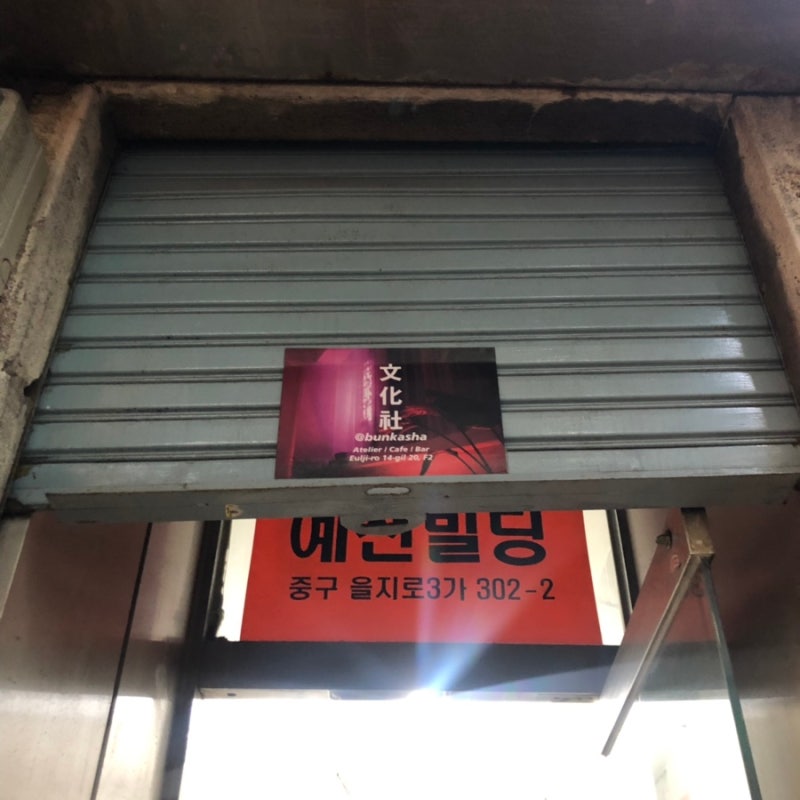 文化社
@bunkasha
Atelier / Cafe / Bar
Eulji-ro 14-gil 20, F2
중구 을지로3가 302-2